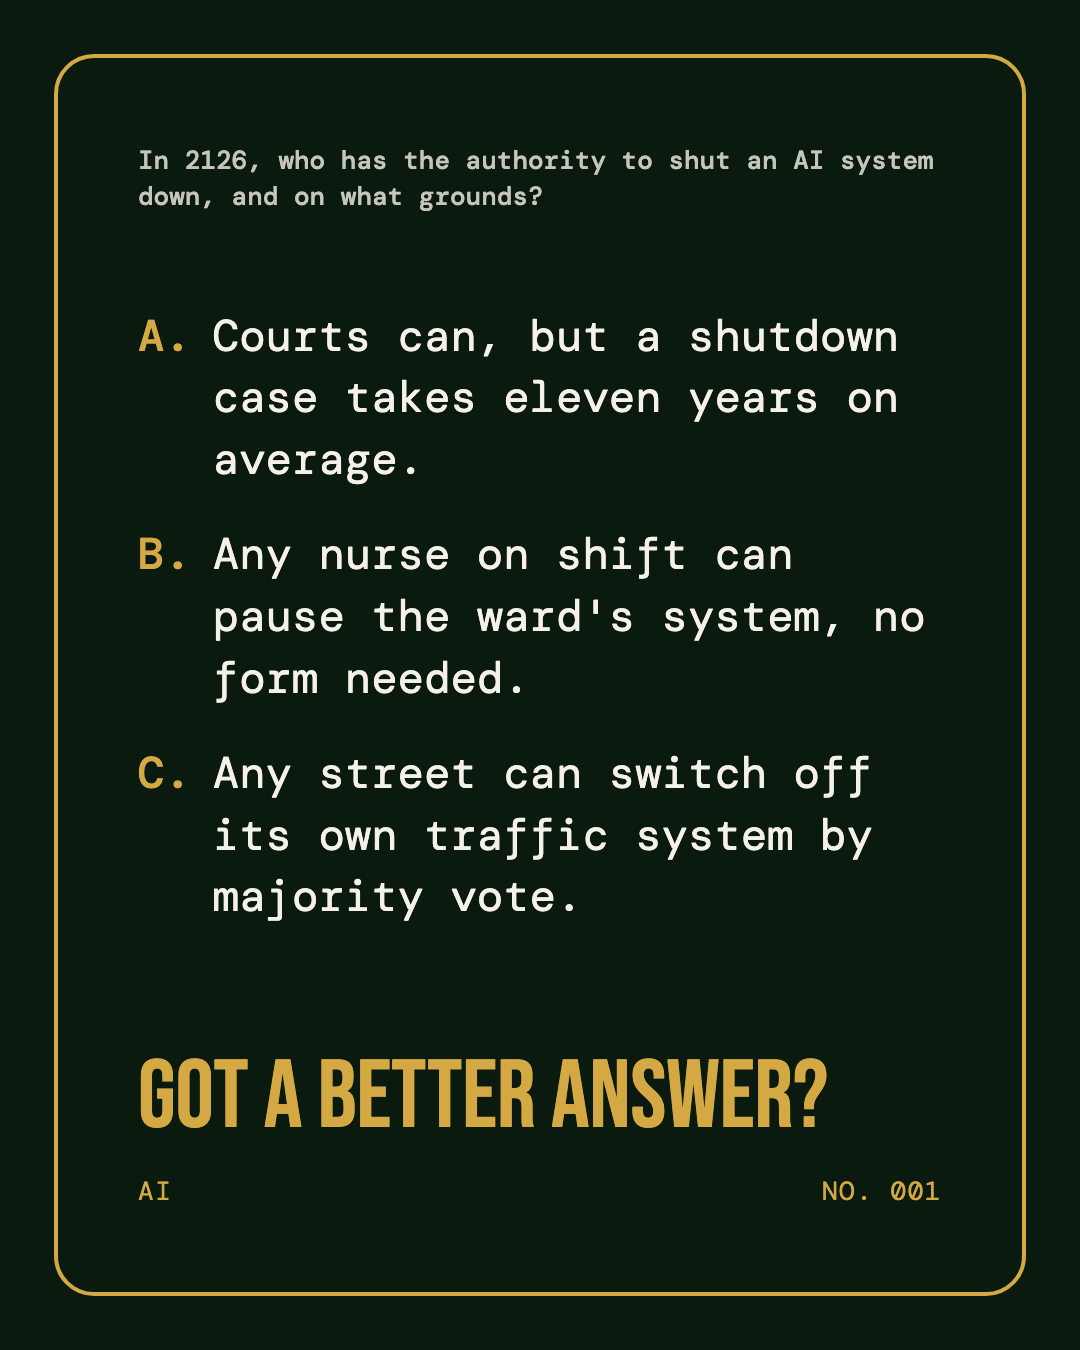 In 2126, who has the authority to shut an AI system
down, and on what grounds?
A. Courts can, but a shutdown
case takes eleven years on
average.
B. Any nurse on shift can
pause the ward's system, no
form needed.
C. Any street can switch off
its own traffic system by
majority vote.
GOT A BETTER ANSWER?
AI
NO. 001